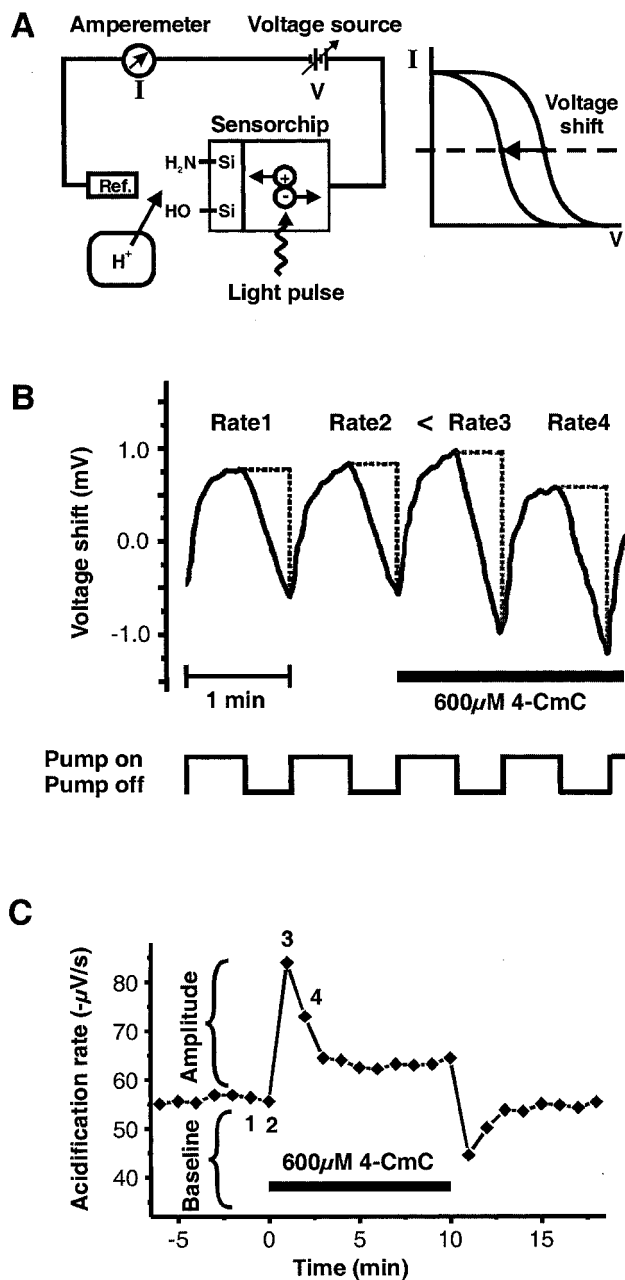 A
Amperemeter Voltage source
I
V
Sensorchip
H₂N Si
+
-
Ref.
HO Si
H⁺
Light pulse
I
Voltage
shift
V
B
Rate1 Rate2 < Rate3 Rate4
Voltage shift (mV)
1.0
0.0
-1.0
1 min
600µM 4-CmC
Pump on
Pump off
C
Acidification rate (-µV/s)
80
70
60
50
40
Amplitude
Baseline
3
4
1 2
600µM 4-CmC
-5 0 5 10 15
Time (min)